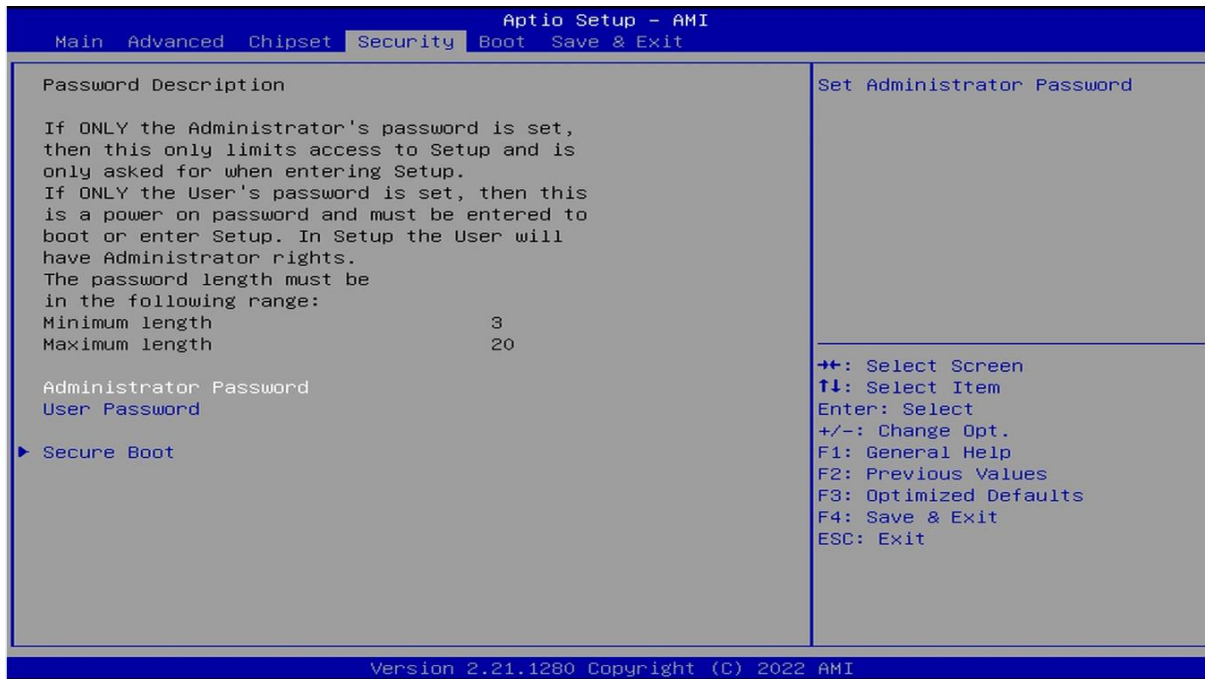 Aptio Setup - AMI
Main Advanced Chipset Security Boot Save & Exit
Password Description
If ONLY the Administrator's password is set,
then this only limits access to Setup and is
only asked for when entering Setup.
If ONLY the User's password is set, then this
is a power on password and must be entered to
boot or enter Setup. In Setup the User will
have Administrator rights.
The password length must be
in the following range:
Minimum length 3
Maximum length 20
Administrator Password
User Password
▶ Secure Boot
Set Administrator Password
→←: Select Screen
↑↓: Select Item
Enter: Select
+/-: Change Opt.
F1: General Help
F2: Previous Values
F3: Optimized Defaults
F4: Save & Exit
ESC: Exit
Version 2.21.1280 Copyright (C) 2022 AMI